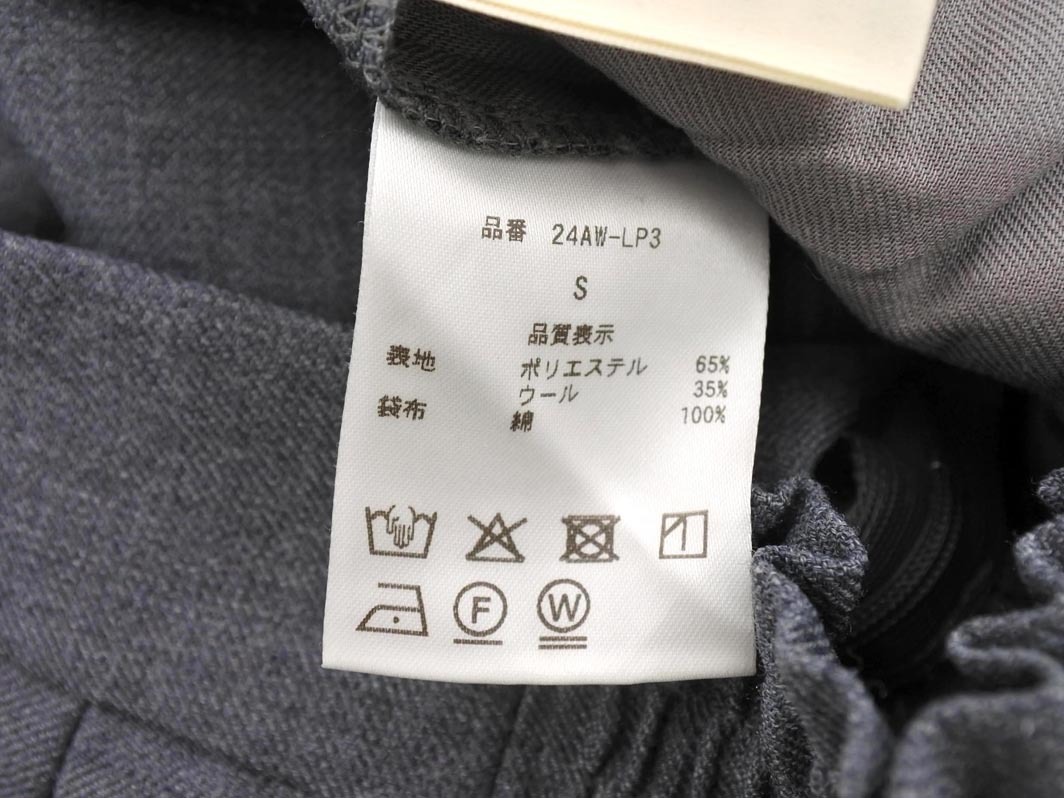 品番 24AW-LP3
S
品質表示
表地 ポリエステル 65%
ウール 35%
袋布 綿 100%
F W